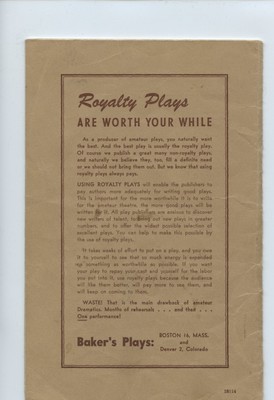 Royalty Plays
ARE WORTH YOUR WHILE
As a producer of amateur plays, you naturally want
the best. And the best play is usually the royalty play.
Of course we publish a great many non-royalty plays,
and naturally we believe they, too, fill a definite need
or we should not bring them out. But we know that using
royalty plays always pays.
USING ROYALTY PLAYS will enable the publishers to
pay authors more adequately for writing good plays.
This is important for the more worthwhile it is to write
for the amateur theatre, the more good plays will be
written for it. All play publishers are anxious to discover
new writers of talent, to bring out new plays in greater
numbers, and to offer the widest possible selection of
excellent plays. You can help to make this possible by
the use of royalty plays.
It takes weeks of effort to put on a play, and you owe
it to yourself to see that so much energy is expended
on something as worthwhile as possible. If you want
your play to repay your cast and yourself for the labor
you put into it, use royalty plays because the audience
will like them better, will pay more to see them, and
will keep on coming to them.
WASTE! That is the main drawback of amateur
Dramatics. Months of rehearsals . . . and then . . .
One performance!
Baker's Plays:
BOSTON 16, MASS.
and
Denver 2, Colorado